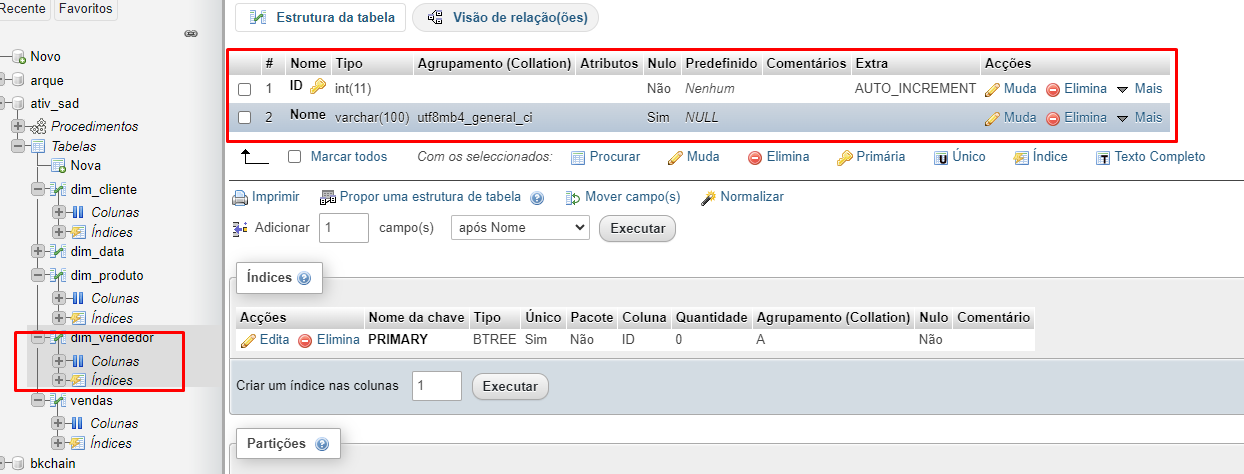 Recente Favoritos
Novo
arque
ativ_sad
Procedimentos
Tabelas
Nova
dim_cliente
Colunas
Índices
dim_data
dim_produto
Colunas
Índices
dim_vendedor
Colunas
Índices
vendas
Colunas
Índices
bkchain
Estrutura da tabela Visão de relação(ões)
# Nome Tipo Agrupamento (Collation) Atributos Nulo Predefinido Comentários Extra Acções
1 ID int(11) Não Nenhum AUTO_INCREMENT Muda Elimina Mais
2 Nome varchar(100) utf8mb4_general_ci Sim NULL Muda Elimina Mais
Marcar todos Com os seleccionados: Procurar Muda Elimina Primária U Único Índice T Texto Completo
Imprimir Propor uma estrutura de tabela Mover campo(s) Normalizar
Adicionar 1 campo(s) após Nome Executar
Índices
Acções Nome da chave Tipo Único Pacote Coluna Quantidade Agrupamento (Collation) Nulo Comentário
Edita Elimina PRIMARY BTREE Sim Não ID 0 A Não
Criar um índice nas colunas 1 Executar
Partições